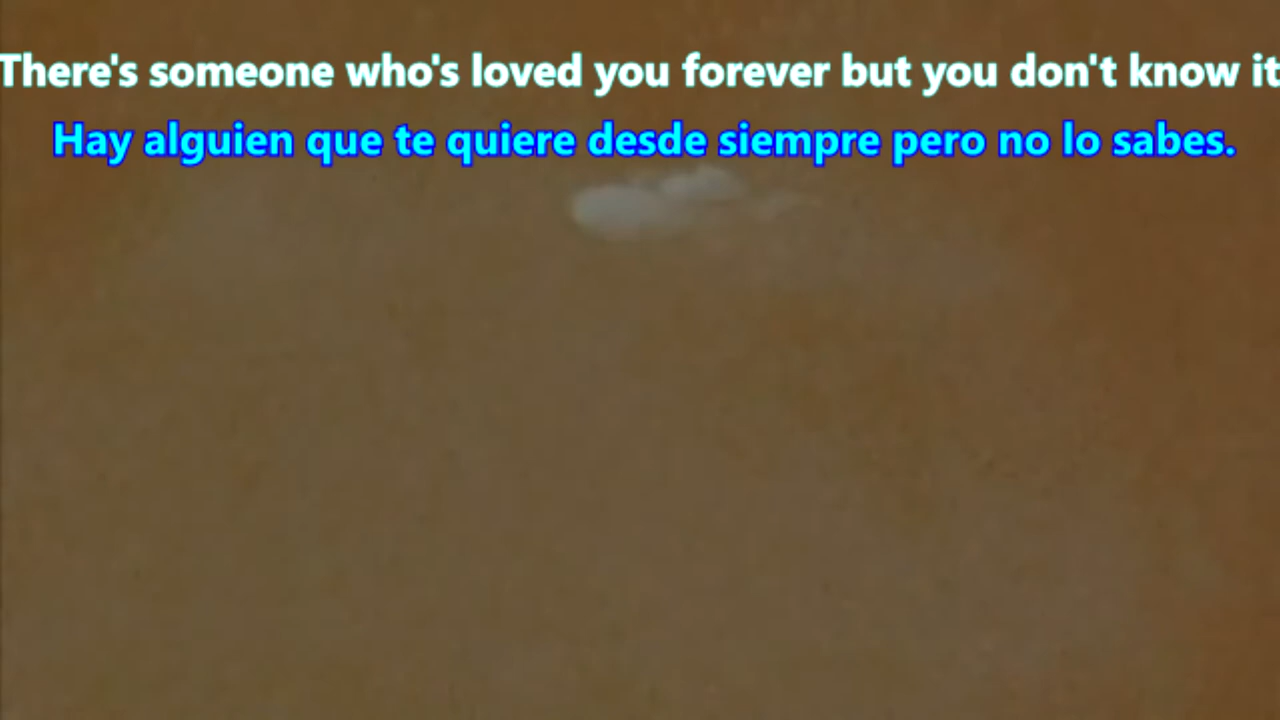 There's someone who's loved you forever but you don't know it
Hay alguien que te quiere desde siempre pero no lo sabes.